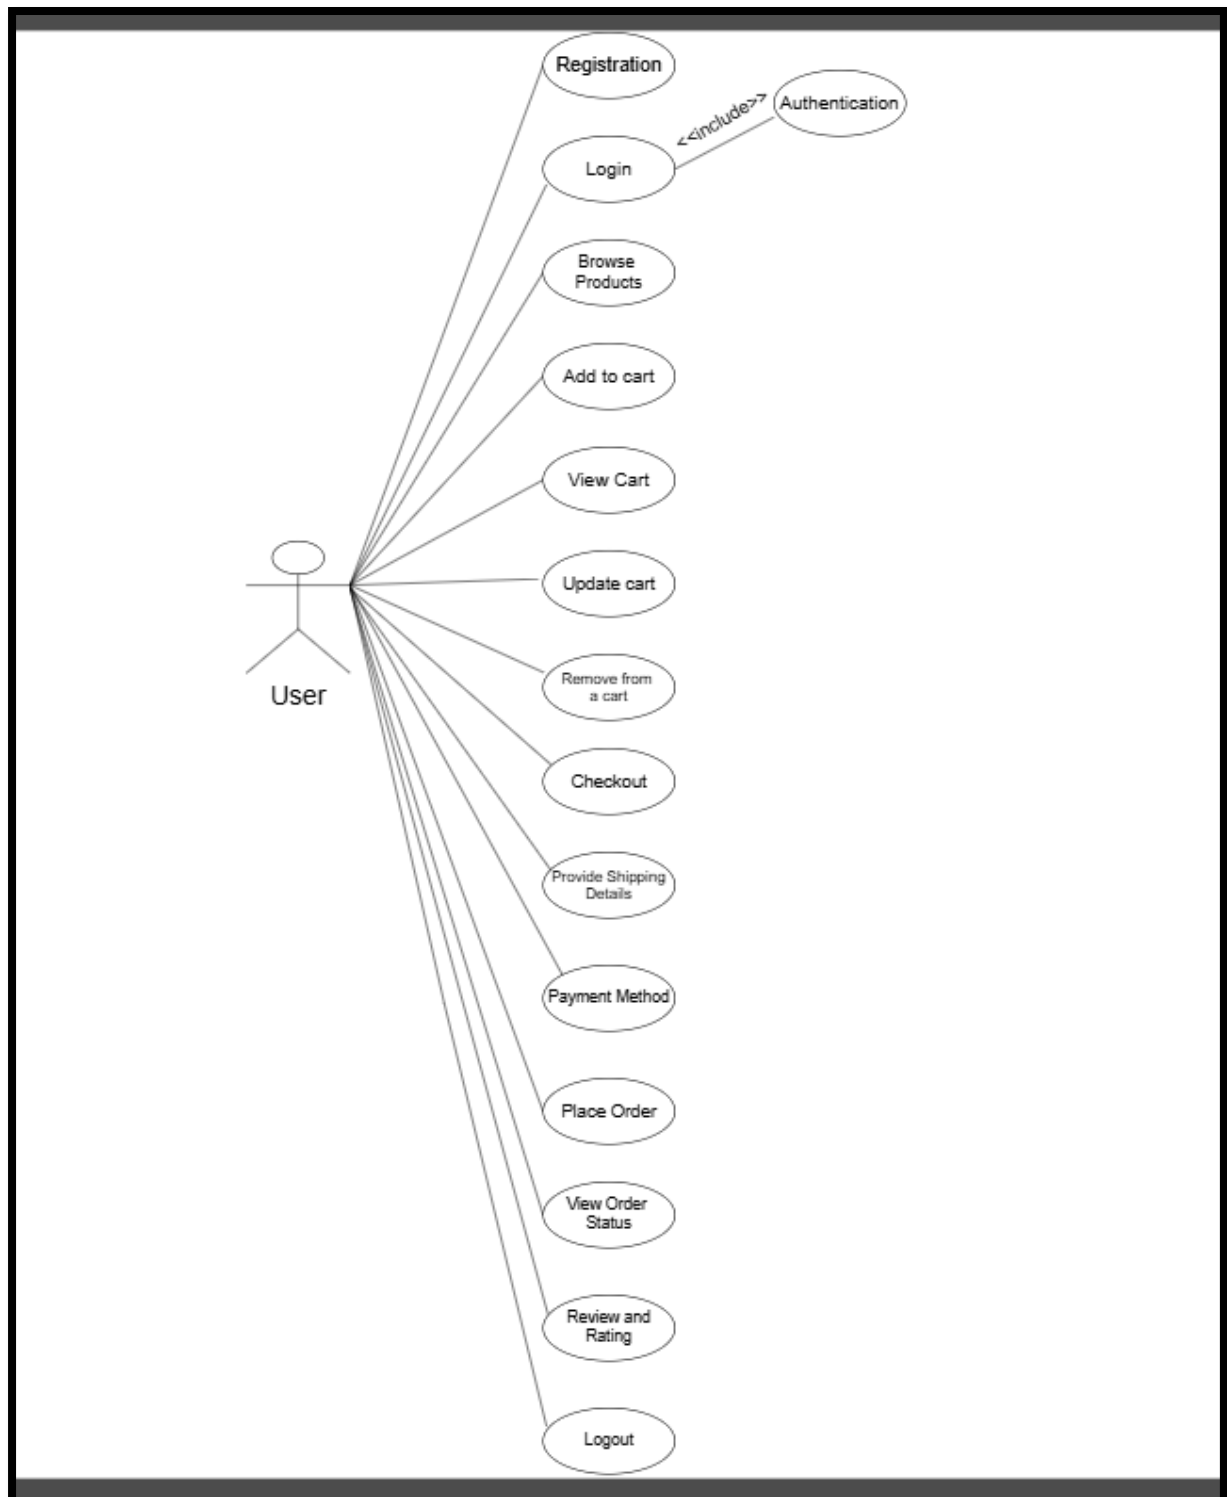 Registration
<<include>>
Authentication
Login
Browse
Products
Add to cart
View Cart
Update cart
User
Remove from
a cart
Checkout
Provide Shipping
Details
Payment Method
Place Order
View Order
Status
Review and
Rating
Logout